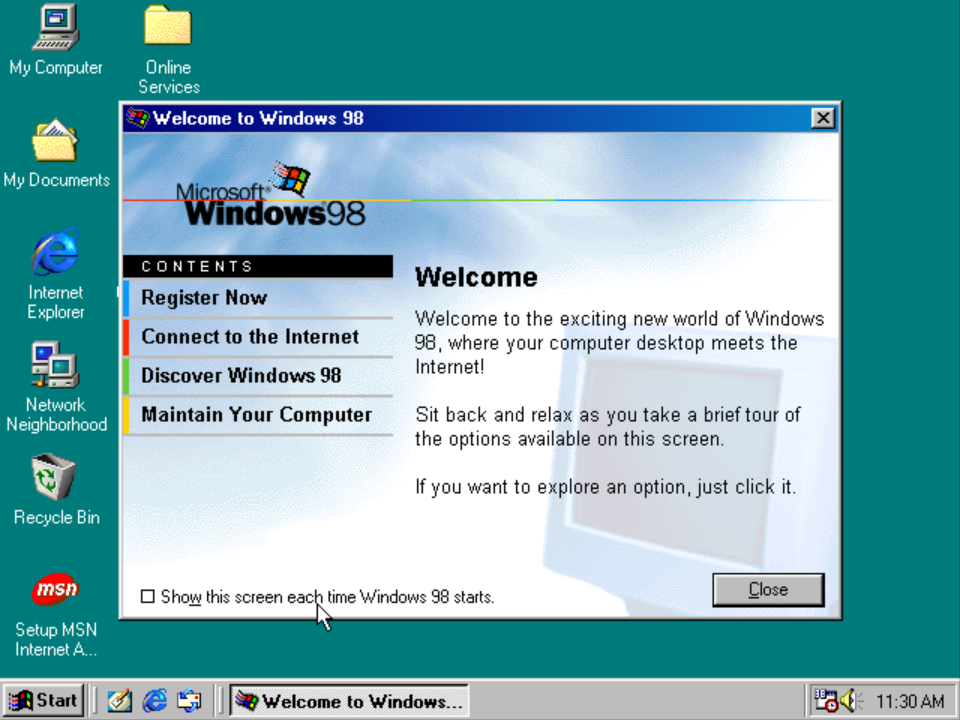 My Computer
Online
Services
My Documents
Internet
Explorer
Network
Neighborhood
Recycle Bin
msn
Setup MSN
Internet A...
Welcome to Windows 98
Microsoft
Windows98
CONTENTS
Register Now
Connect to the Internet
Discover Windows 98
Maintain Your Computer
Welcome
Welcome to the exciting new world of Windows
98, where your computer desktop meets the
Internet!
Sit back and relax as you take a brief tour of
the options available on this screen.
If you want to explore an option, just click it.
Show this screen each time Windows 98 starts.
Close
Start
Welcome to Windows...
11:30 AM